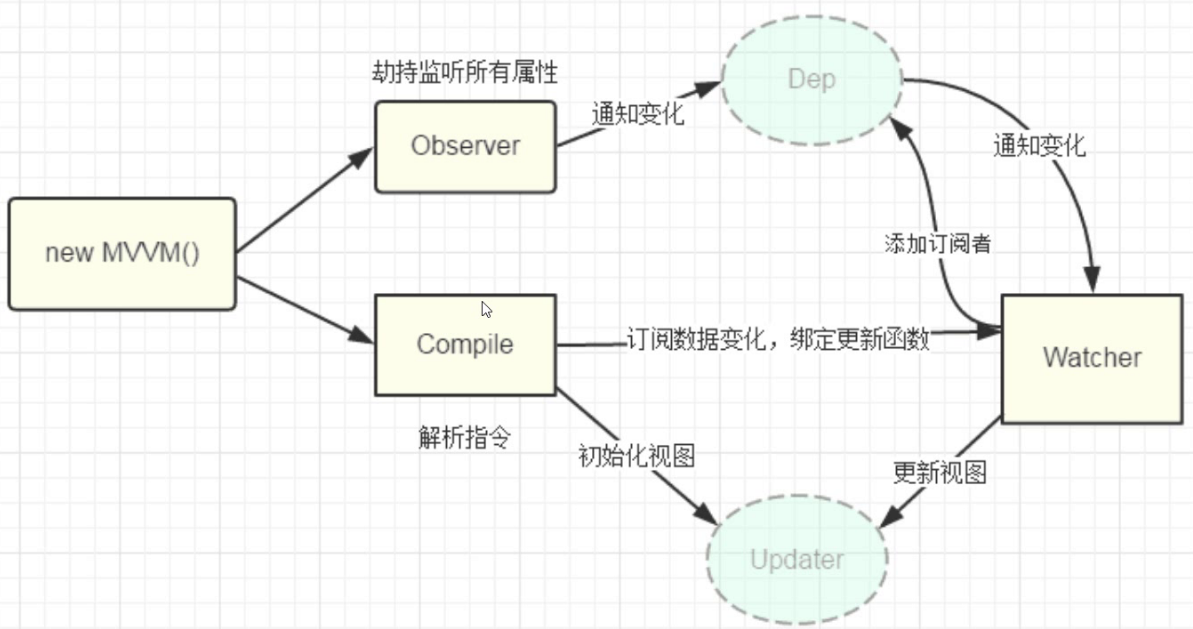 劫持监听所有属性
Dep
通知变化
Observer
通知变化
new MVVM()
添加订阅者
Compile
订阅数据变化，绑定更新函数
Watcher
解析指令
初始化视图
更新视图
Updater